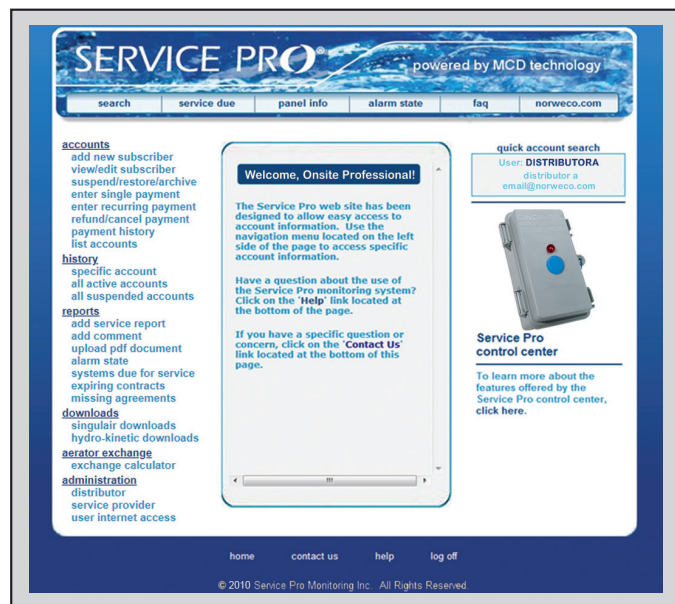 SERVICE PRO®
powered by MCD technology
search
service due
panel info
alarm state
faq
norweco.com
accounts
add new subscriber
view/edit subscriber
suspend/restore/archive
enter single payment
enter recurring payment
refund/cancel payment
payment history
list accounts
history
specific account
all active accounts
all suspended accounts
reports
add service report
add comment
upload pdf document
alarm state
systems due for service
expiring contracts
missing agreements
downloads
singulair downloads
hydro-kinetic downloads
aerator exchange
exchange calculator
administration
distributor
service provider
user internet access
Welcome, Onsite Professional!
The Service Pro web site has been
designed to allow easy access to
account information. Use the
navigation menu located on the left
side of the page to access specific
account information.
Have a question about the use of
the Service Pro monitoring system?
Click on the 'Help' link located at
the bottom of the page.
If you have a specific question or
concern, click on the 'Contact Us'
link located at the bottom of this
page.
quick account search
User: DISTRIBUTORA
distributor a
email@norweco.com
Service Pro
control center
To learn more about the
features offered by the
Service Pro control center,
click here.
home
contact us
help
log off
© 2010 Service Pro Monitoring Inc. All Rights Reserved.